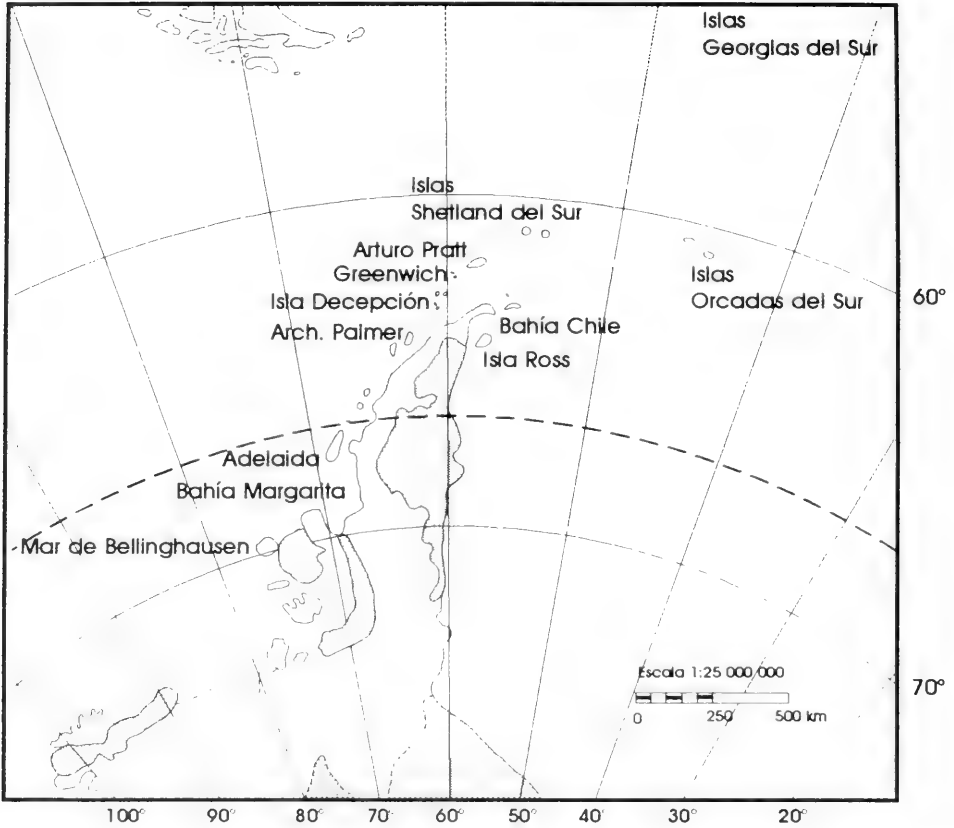 Islas
Georgias del Sur
Islas
Shetland del Sur
Arturo Pratt
Greenwich
Isla Decepción
Arch. Palmer
Bahía Chile
Isla Ross
Islas
Orcadas del Sur
60°
Adelaida
Bahía Margarita
Mar de Bellinghausen
Escala 1:25 000 000
0 250 500 km
70°
100° 90° 80° 70° 60° 50° 40° 30° 20°